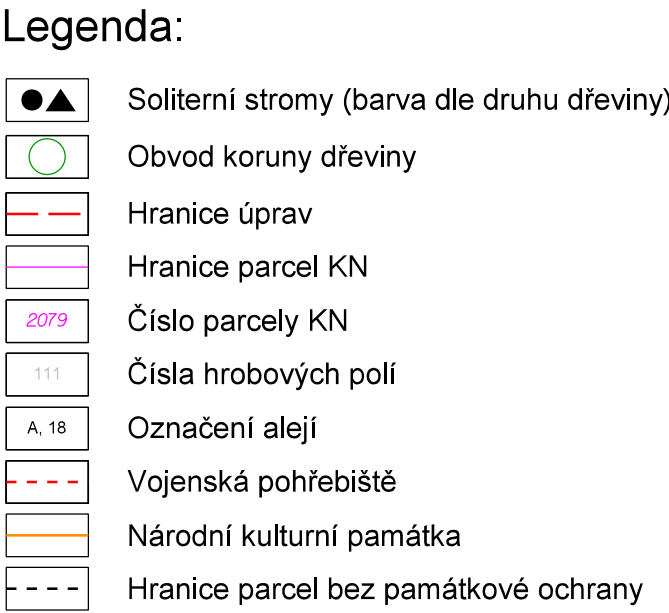 Legenda:
Soliterní stromy (barva dle druhu dřeviny)
Obvod koruny dřeviny
Hranice úprav
Hranice parcel KN
2079 Číslo parcely KN
111 Čísla hrobových polí
A, 18 Označení alejí
Vojenská pohřebiště
Národní kulturní památka
Hranice parcel bez památkové ochrany